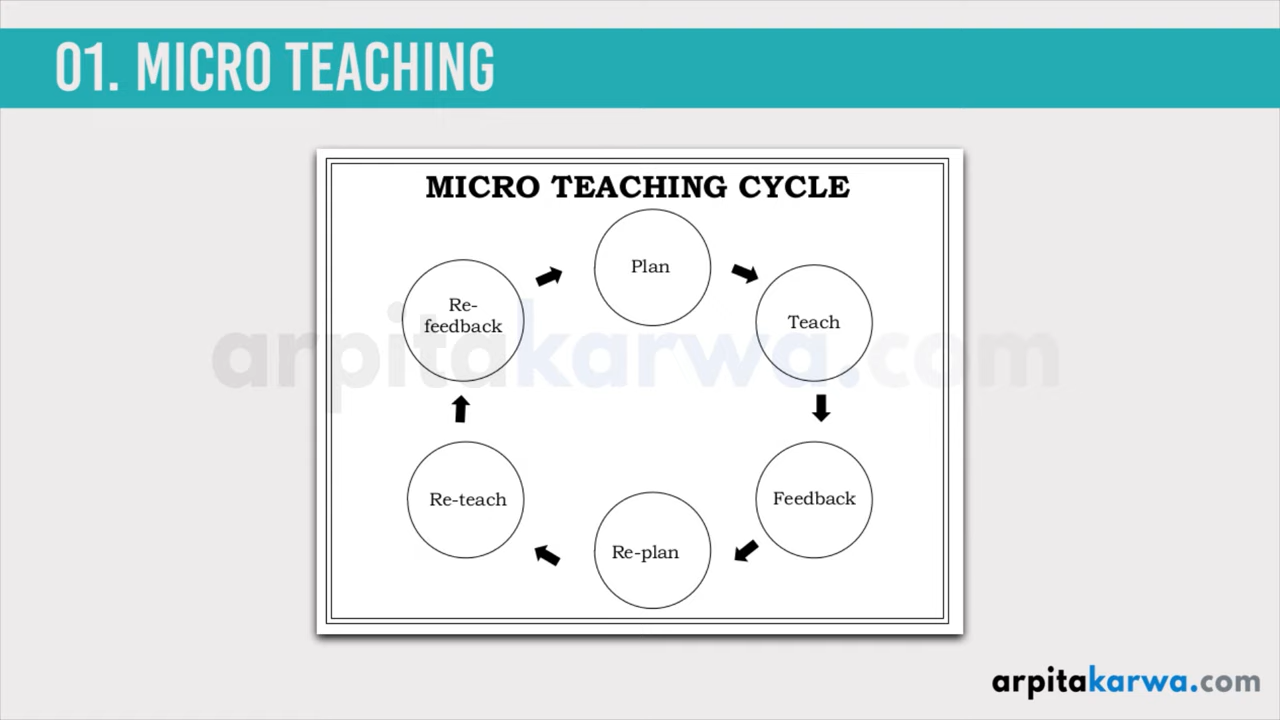 01. MICRO TEACHING
MICRO TEACHING CYCLE
Plan
Teach
Feedback
Re-plan
Re-teach
Re-
feedback
arpitakarwa.com
arpitakarwa.com